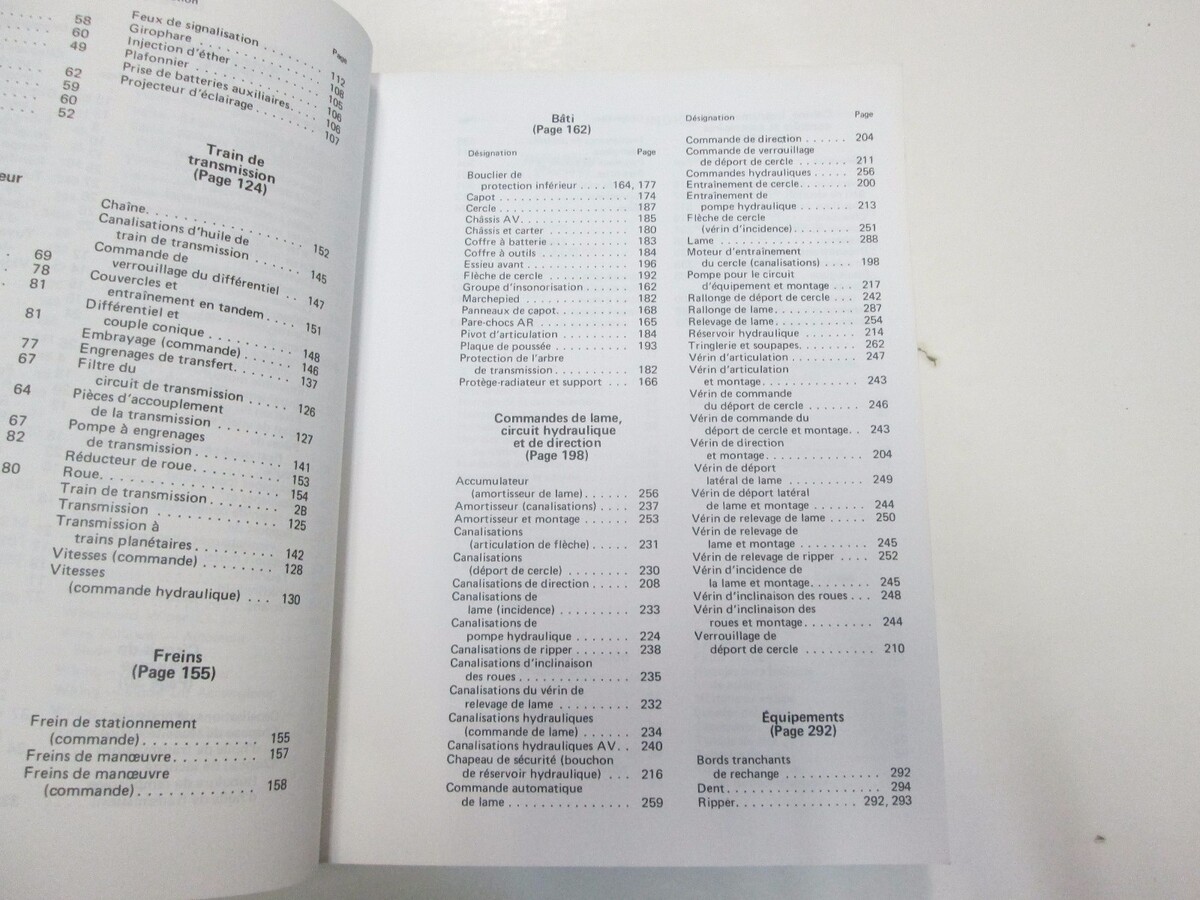 58
60
49
62
59
60
52
eur
69
78
81
81
77
67
64
67
82
80
Page
Feux de signalisation . . . . . . . . 112
Girophare . . . . . . . . . . . 108
Injection d'éther . . . . . . . . . 105
Plafonnier . . . . . . . . . . . 106
Prise de batteries auxiliaires. . . . 106
Projecteur d'éclairage . . . . . . . . 107
Train de
transmission
(Page 124)
Chaîne. . . . . . . . . . . . . . . . 152
Canalisations d'huile de
train de transmission . . . . . . . 145
Commande de
verrouillage du différentiel . . 147
Couvercles et
entraînement en tandem . . . . 151
Différentiel et
couple conique . . . . . . . . . . 148
Embrayage (commande) . . . . . . . 146
Engrenages de transfert. . . . . . . 137
Filtre du
circuit de transmission . . . . . 126
Pièces d'accouplement
de la transmission . . . . . . . . 127
Pompe à engrenages
de transmission . . . . . . . . . . 141
Réducteur de roue. . . . . . . . . . 153
Roue. . . . . . . . . . . . . . . . . . 154
Train de transmission. . . . . . . . 28
Transmission . . . . . . . . . . . . 125
Transmission à
trains planétaires . . . . . . . . . 142
Vitesses (commande) . . . . . . . . 128
Vitesses
(commande hydraulique) . . . 130
Freins
(Page 155)
Frein de stationnement
(commande) . . . . . . . . . . . . 155
Freins de manœuvre. . . . . . . . . 157
Freins de manœuvre
(commande) . . . . . . . . . . . . 158
Bâti
(Page 162)
Désignation Page
Bouclier de
protection inférieur . . . . 164, 177
Capot . . . . . . . . . . . . . . . . . 174
Cercle . . . . . . . . . . . . . . . . . 187
Châssis AV. . . . . . . . . . . . . . 185
Châssis et carter . . . . . . . . . . 180
Coffre à batterie . . . . . . . . . . 183
Coffre à outils . . . . . . . . . . . 184
Essieu avant . . . . . . . . . . . . . 196
Flèche de cercle . . . . . . . . . . 192
Groupe d'insonorisation . . . . . . 162
Marchepied . . . . . . . . . . . . . 182
Panneaux de capot. . . . . . . . . . 168
Pare-chocs AR . . . . . . . . . . . 165
Pivot d'articulation . . . . . . . . . 184
Plaque de poussée . . . . . . . . . 193
Protection de l'arbre
de transmission . . . . . . . . . . 182
Protège-radiateur et support . . . 166
Commandes de lame,
circuit hydraulique
et de direction
(Page 198)
Accumulateur
(amortisseur de lame) . . . . . . 256
Amortisseur (canalisations) . . . . 237
Amortisseur et montage . . . . . . 253
Canalisations
(articulation de flèche) . . . . . 231
Canalisations
(déport de cercle) . . . . . . . . 230
Canalisations de direction . . . . . 208
Canalisations de
lame (incidence) . . . . . . . . . 233
Canalisations de
pompe hydraulique . . . . . . . 224
Canalisations de ripper . . . . . . . 238
Canalisations d'inclinaison
des roues . . . . . . . . . . . . . . 235
Canalisations du vérin de
relevage de lame . . . . . . . . . 232
Canalisations hydrauliques
(commande de lame) . . . . . . 234
Canalisations hydrauliques AV. . 240
Chapeau de sécurité (bouchon
de réservoir hydraulique) . . . 216
Commande automatique
de lame . . . . . . . . . . . . . . . 259
Désignation Page
Commande de direction . . . . . . 204
Commande de verrouillage
de déport de cercle . . . . . . . 211
Commandes hydrauliques . . . . . 256
Entraînement de cercle. . . . . . . 200
Entraînement de
pompe hydraulique . . . . . . . 213
Flèche de cercle
(vérin d'incidence). . . . . . . . 251
Lame . . . . . . . . . . . . . . . . . 288
Moteur d'entraînement
du cercle (canalisations) . . . . 198
Pompe pour le circuit
d'équipement et montage . . . 217
Rallonge de déport de cercle . . . 242
Rallonge de lame. . . . . . . . . . . 287
Relevage de lame. . . . . . . . . . . 254
Réservoir hydraulique . . . . . . . 214
Tringlerie et soupapes. . . . . . . . 262
Vérin d'articulation . . . . . . . . . 247
Vérin d'articulation
et montage. . . . . . . . . . . . . 243
Vérin de commande
du déport de cercle . . . . . . . 246
Vérin de commande du
déport de cercle et montage. . 243
Vérin de direction
et montage. . . . . . . . . . . . . 204
Vérin de déport
latéral de lame . . . . . . . . . . 249
Vérin de déport latéral
de lame et montage . . . . . . . 244
Vérin de relevage de lame . . . . . 250
Vérin de relevage de
lame et montage . . . . . . . . . 245
Vérin de relevage de ripper . . . . 252
Vérin d'incidence de
la lame et montage. . . . . . . . 245
Vérin d'inclinaison des roues . . . 248
Vérin d'inclinaison des
roues et montage. . . . . . . . . 244
Verrouillage de
déport de cercle . . . . . . . . . 210
Équipements
(Page 292)
Bords tranchants
de rechange . . . . . . . . . . . . 292
Dent . . . . . . . . . . . . . . . . . . 294
Ripper. . . . . . . . . . . . . . . 292, 293